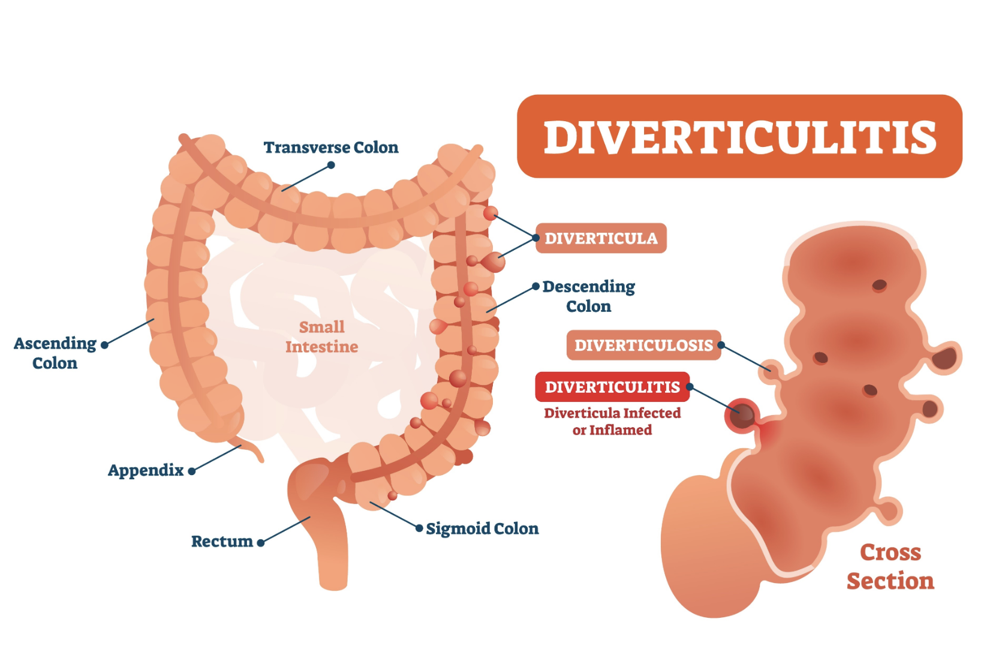 DIVERTICULITIS
Transverse Colon
DIVERTICULA
Descending
Colon
Small
Intestine
Ascending
Colon
DIVERTICULOSIS
DIVERTICULITIS
Diverticula Infected
or Inflamed
Appendix
Rectum
Sigmoid Colon
Cross
Section